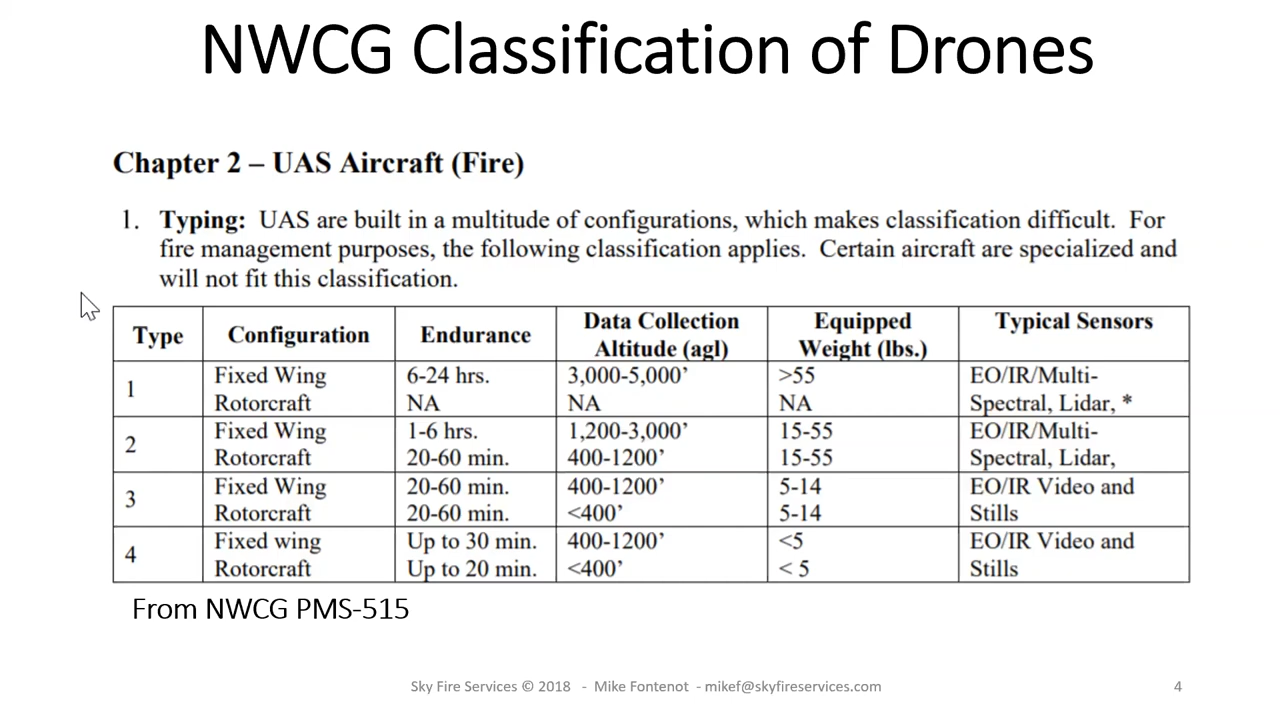 NWCG Classification of Drones
Chapter 2 – UAS Aircraft (Fire)
1. Typing: UAS are built in a multitude of configurations, which makes classification difficult. For
fire management purposes, the following classification applies. Certain aircraft are specialized and
will not fit this classification.
Type Configuration Endurance Data Collection Altitude (agl) Equipped Weight (lbs.) Typical Sensors
1 Fixed Wing 6-24 hrs. 3,000-5,000’ >55 EO/IR/Multi-
Rotorcraft NA NA NA Spectral, Lidar, *
2 Fixed Wing 1-6 hrs. 1,200-3,000’ 15-55 EO/IR/Multi-
Rotorcraft 20-60 min. 400-1200’ 15-55 Spectral, Lidar,
3 Fixed Wing 20-60 min. 400-1200’ 5-14 EO/IR Video and
Rotorcraft 20-60 min. <400’ 5-14 Stills
4 Fixed wing Up to 30 min. 400-1200’ <5 EO/IR Video and
Rotorcraft Up to 20 min. <400’ < 5 Stills
From NWCG PMS-515
Sky Fire Services © 2018 - Mike Fontenot - mikef@skyfireservices.com 4